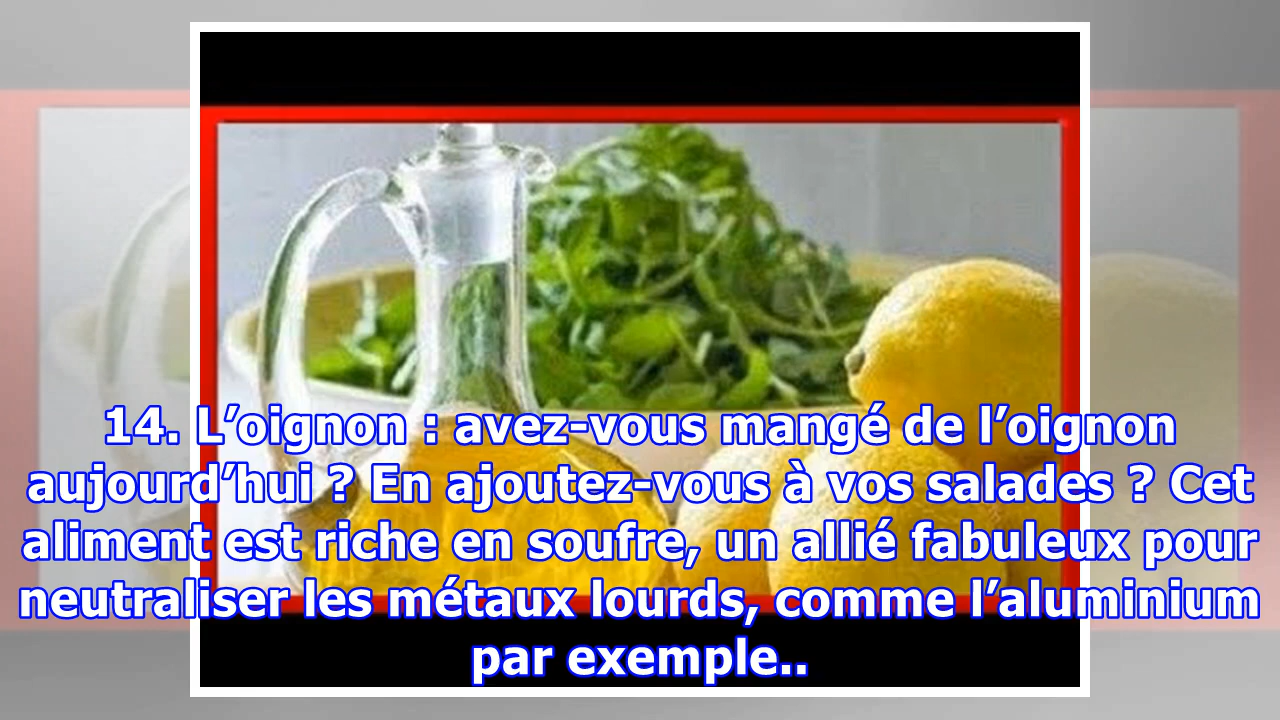 14. L’oignon : avez-vous mangé de l’oignon
aujourd’hui ? En ajoutez-vous à vos salades ? Cet
aliment est riche en soufre, un allié fabuleux pour
neutraliser les métaux lourds, comme l’aluminium
par exemple..